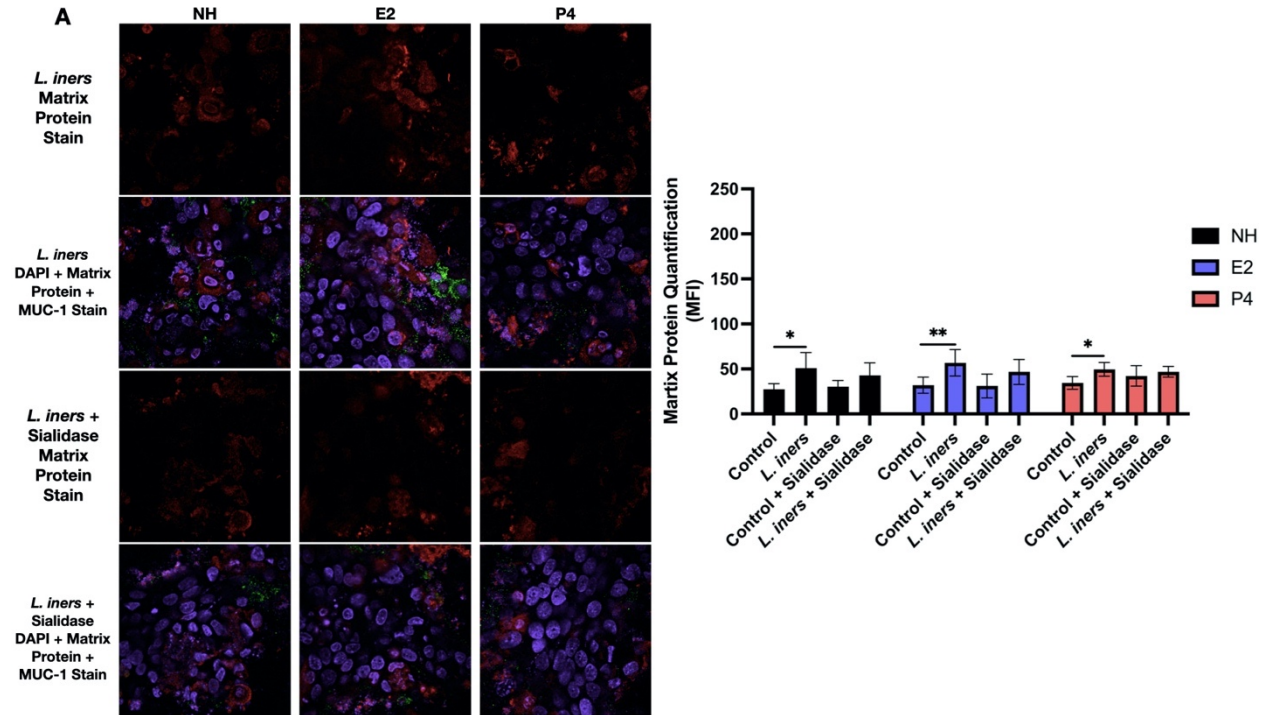 A
NH
E2
P4
L. iners
Matrix
Protein
Stain
L. iners
DAPI + Matrix
Protein +
MUC-1 Stain
L. iners +
Sialidase
Matrix
Protein
Stain
L. iners +
Sialidase
DAPI + Matrix
Protein +
MUC-1 Stain
Martix Protein Quantification
(MFI)
250
200
150
100
50
0
*
**
*
Control
L. iners
Control + Sialidase
L. iners + Sialidase
Control
L. iners
Control + Sialidase
L. iners + Sialidase
Control
L. iners
Control + Sialidase
L. iners + Sialidase
NH
E2
P4